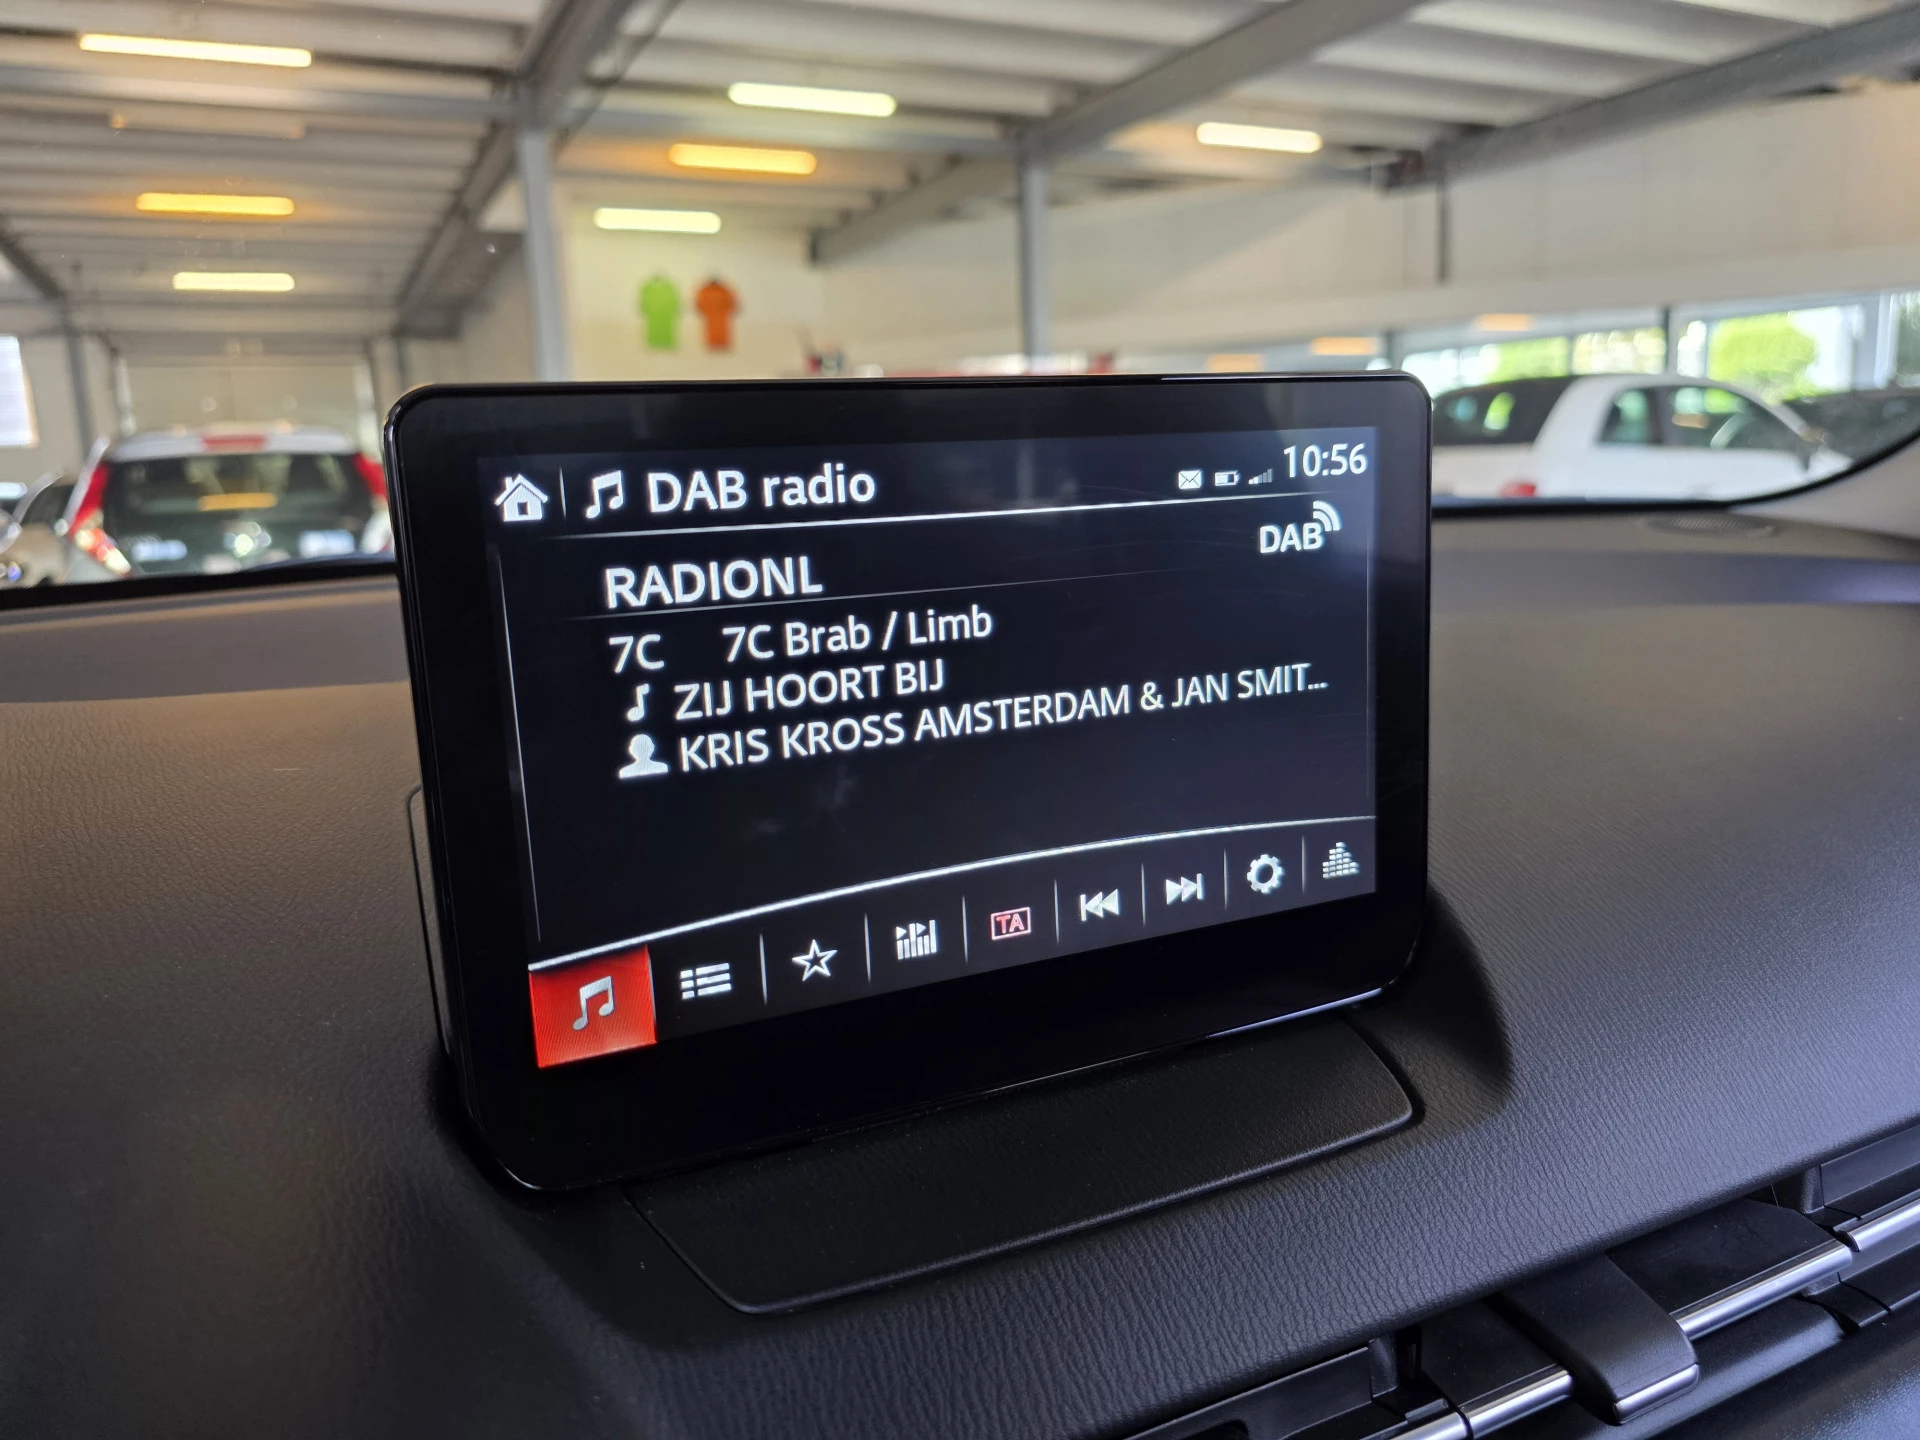 DAB radio 10:56
DAB
RADIONL
7C 7C Brab / Limb
ZIJ HOORT BIJ
KRIS KROSS AMSTERDAM & JAN SMIT...
TA